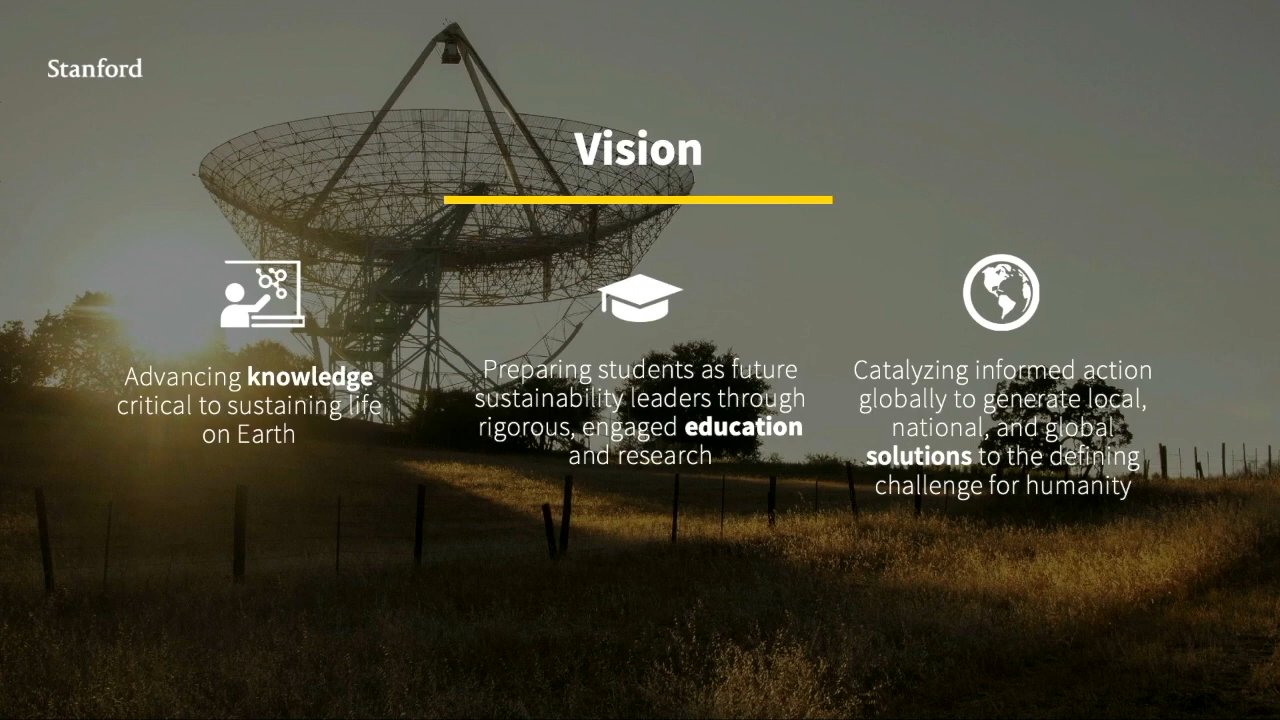 Stanford
Vision
Advancing knowledge
critical to sustaining life
on Earth
Preparing students as future
sustainability leaders through
rigorous, engaged education
and research
Catalyzing informed action
globally to generate local,
national, and global
solutions to the defining
challenge for humanity